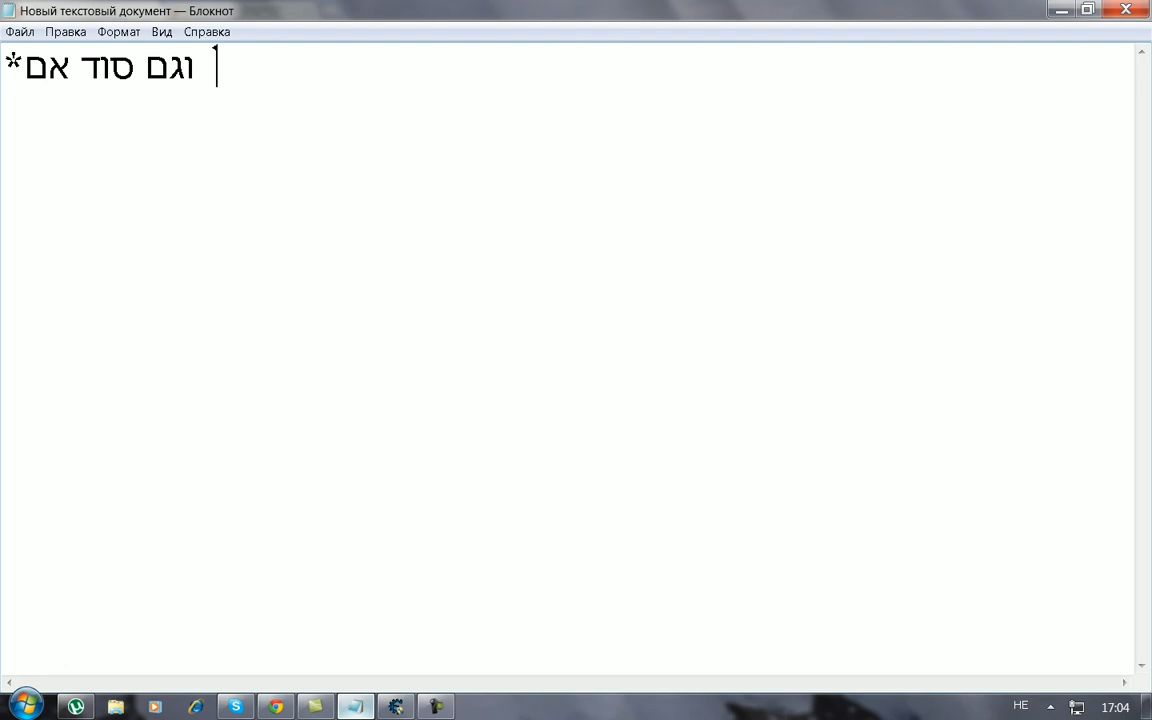 Новый текстовый документ — Блокнот
Файл Правка Формат Вид Справка
*וגם סוד אם
HE 17:04